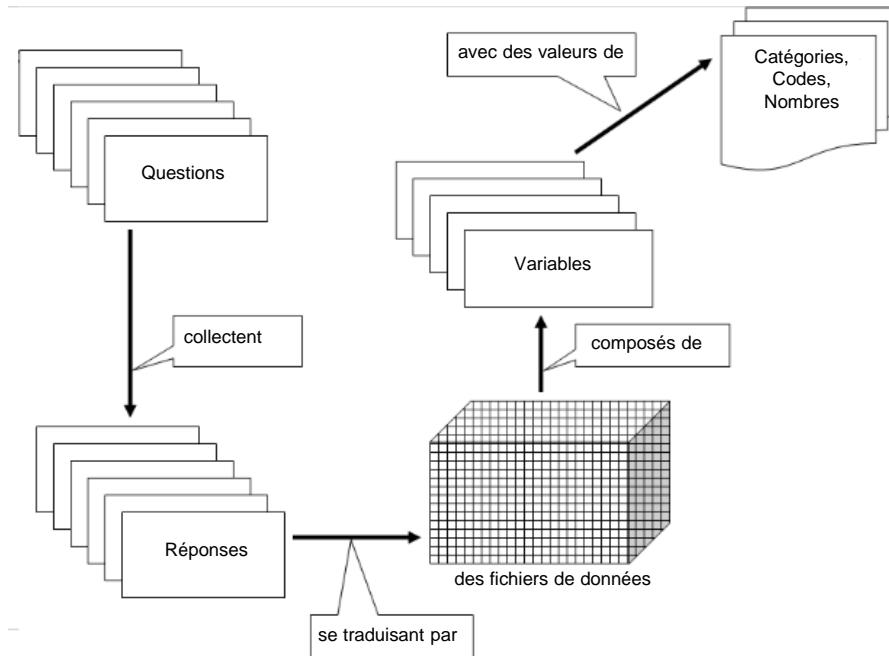 avec des valeurs de
Catégories,
Codes,
Nombres
Questions
Variables
collectent
composés de
Réponses
des fichiers de données
se traduisant par